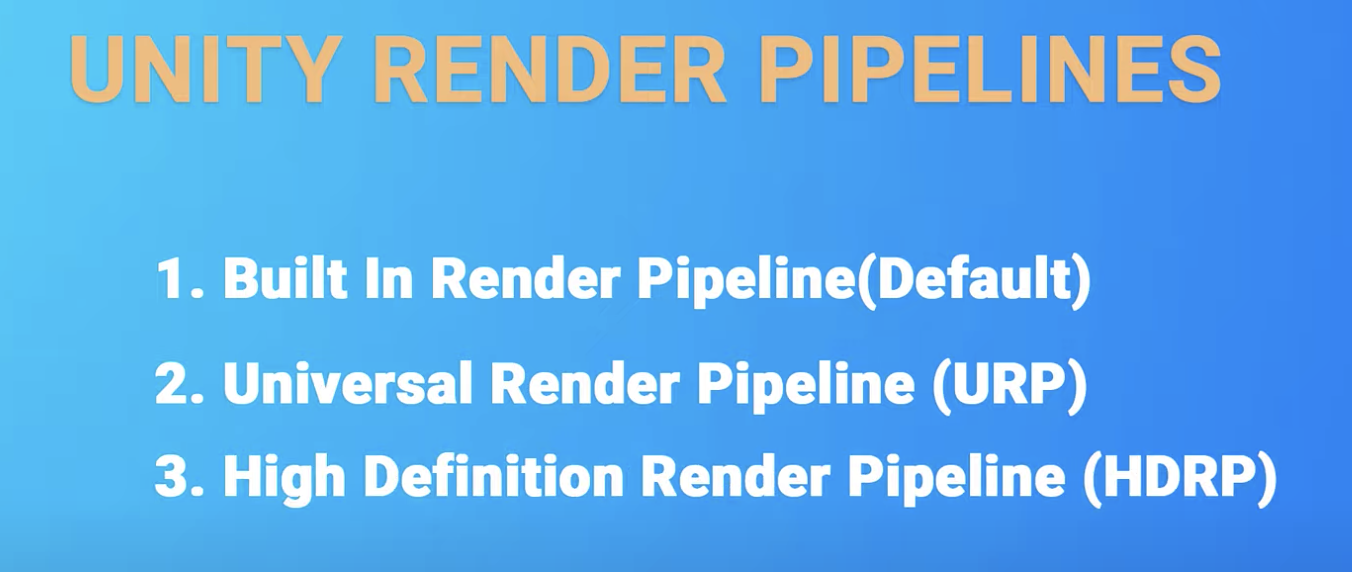 UNITY RENDER PIPELINES
1. Built In Render Pipeline(Default)
2. Universal Render Pipeline (URP)
3. High Definition Render Pipeline (HDRP)